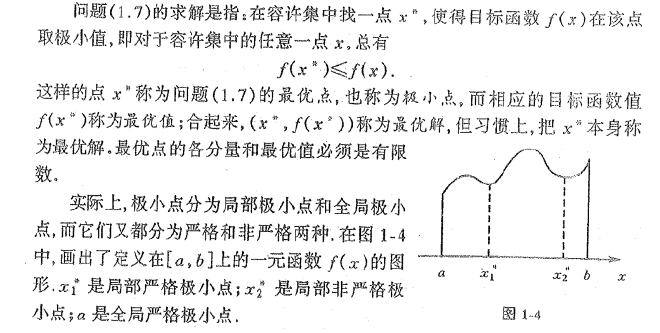 问题(1.7)的求解是指:在容许集中找一点 x*,使得目标函数 f(x)在该点
取极小值,即对于容许集中的任意一点 x,总有
f(x*)≤f(x).
这样的点 x*称为问题(1.7)的最优点,也称为极小点,而相应的目标函数值
f(x*)称为最优值;合起来,(x*,f(x*))称为最优解,但习惯上,把 x*本身称
为最优解.最优点的各分量和最优值必须是有限
数.
实际上,极小点分为局部极小点和全局极小
点,而它们又都分为严格和非严格两种.在图 1-4
中,画出了定义在[a,b]上的一元函数 f(x)的图
形.x₁* 是局部严格极小点;x₂* 是局部非严格极
小点;a 是全局严格极小点.
a x₁* x₂* b x
图 1-4